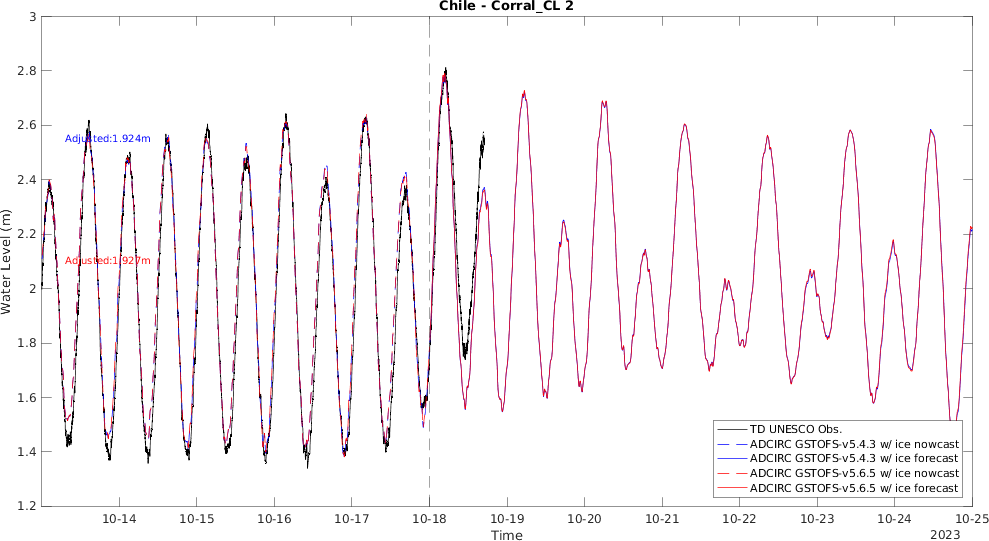 Chile - Corral_CL 2
3
2.8
2.6
2.4
2.2
2
1.8
1.6
1.4
1.2
Water Level (m)
Adjusted:1.924m
Adjusted:1.927m
TD UNESCO Obs.
ADCIRC GSTOFS-v5.4.3 w/ ice nowcast
ADCIRC GSTOFS-v5.4.3 w/ ice forecast
ADCIRC GSTOFS-v5.6.5 w/ ice nowcast
ADCIRC GSTOFS-v5.6.5 w/ ice forecast
10-14 10-15 10-16 10-17 10-18 10-19 10-20 10-21 10-22 10-23 10-24 10-25
Time
2023